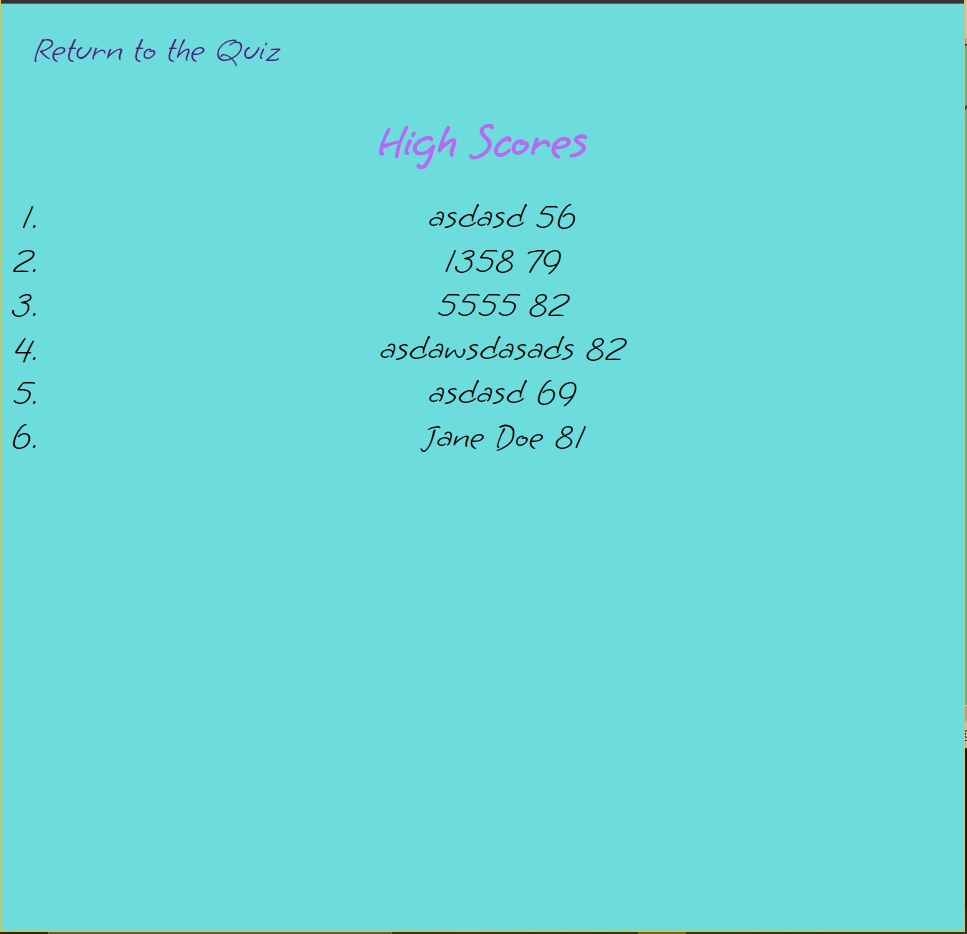 Return to the Quiz
High Scores
1. asdasd 56
2. 1358 79
3. 5555 82
4. asdawsdasads 82
5. asdasd 69
6. Jane Doe 81